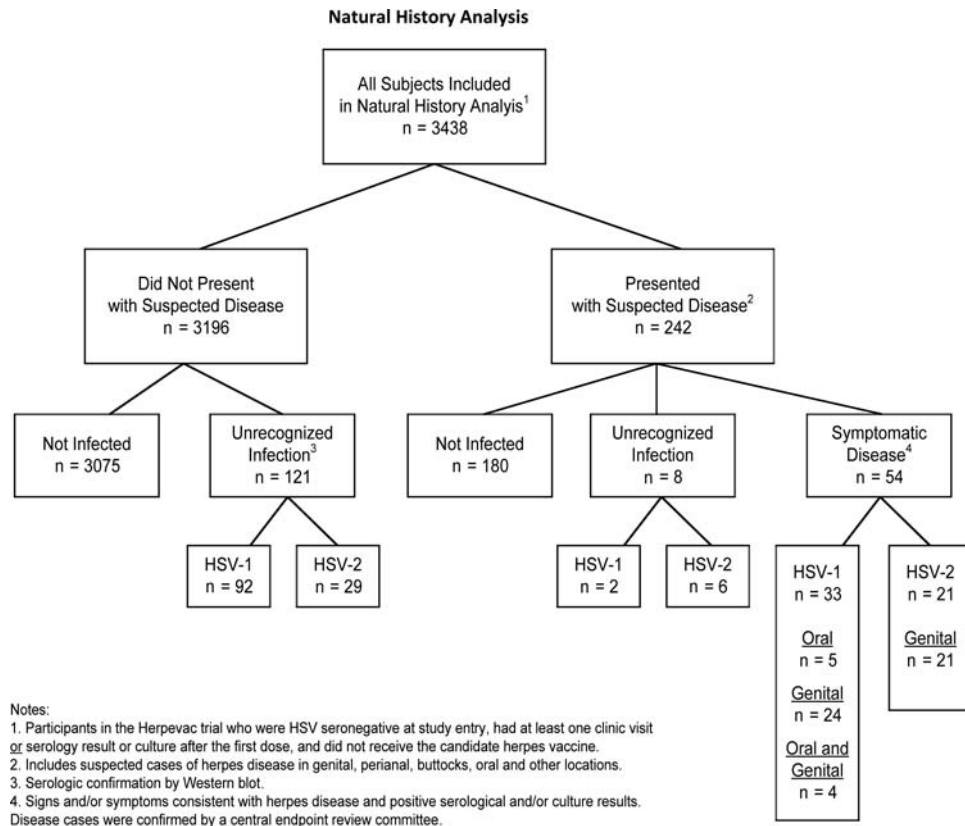 Natural History Analysis
All Subjects Included
in Natural History Analyis1
n = 3438
Did Not Present
with Suspected Disease
n = 3196
Presented
with Suspected Disease2
n = 242
Not Infected
n = 3075
Unrecognized
Infection3
n = 121
Not Infected
n = 180
Unrecognized
Infection
n = 8
Symptomatic
Disease4
n = 54
HSV-1
n = 92
HSV-2
n = 29
HSV-1
n = 2
HSV-2
n = 6
HSV-1
n = 33
Oral
n = 5
Genital
n = 24
Oral and
Genital
n = 4
HSV-2
n = 21
Genital
n = 21
Notes:
1. Participants in the Herpevac trial who were HSV seronegative at study entry, had at least one clinic visit
or serology result or culture after the first dose, and did not receive the candidate herpes vaccine.
2. Includes suspected cases of herpes disease in genital, perianal, buttocks, oral and other locations.
3. Serologic confirmation by Western blot.
4. Signs and/or symptoms consistent with herpes disease and positive serological and/or culture results.
Disease cases were confirmed by a central endpoint review committee.